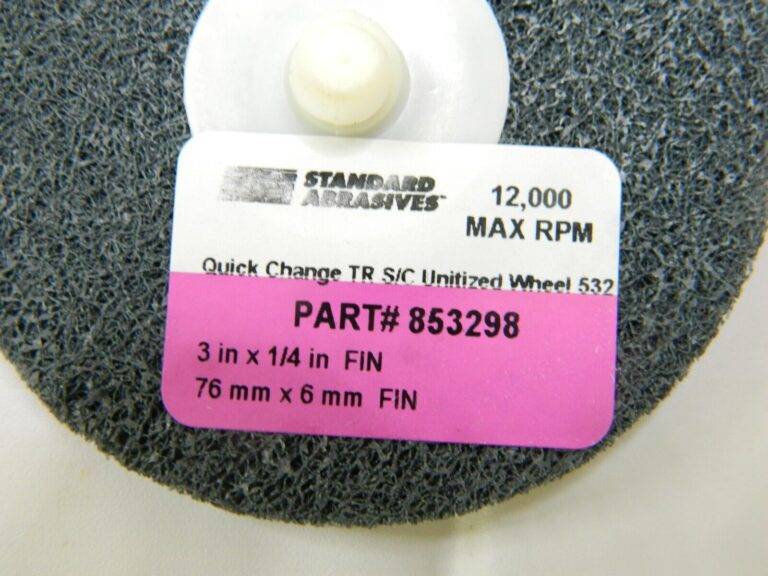 STANDARD
ABRASIVES™
12,000
MAX RPM
Quick Change TR S/C Unitized Wheel 532
PART# 853298
3 in x 1/4 in FIN
76 mm x 6 mm FIN